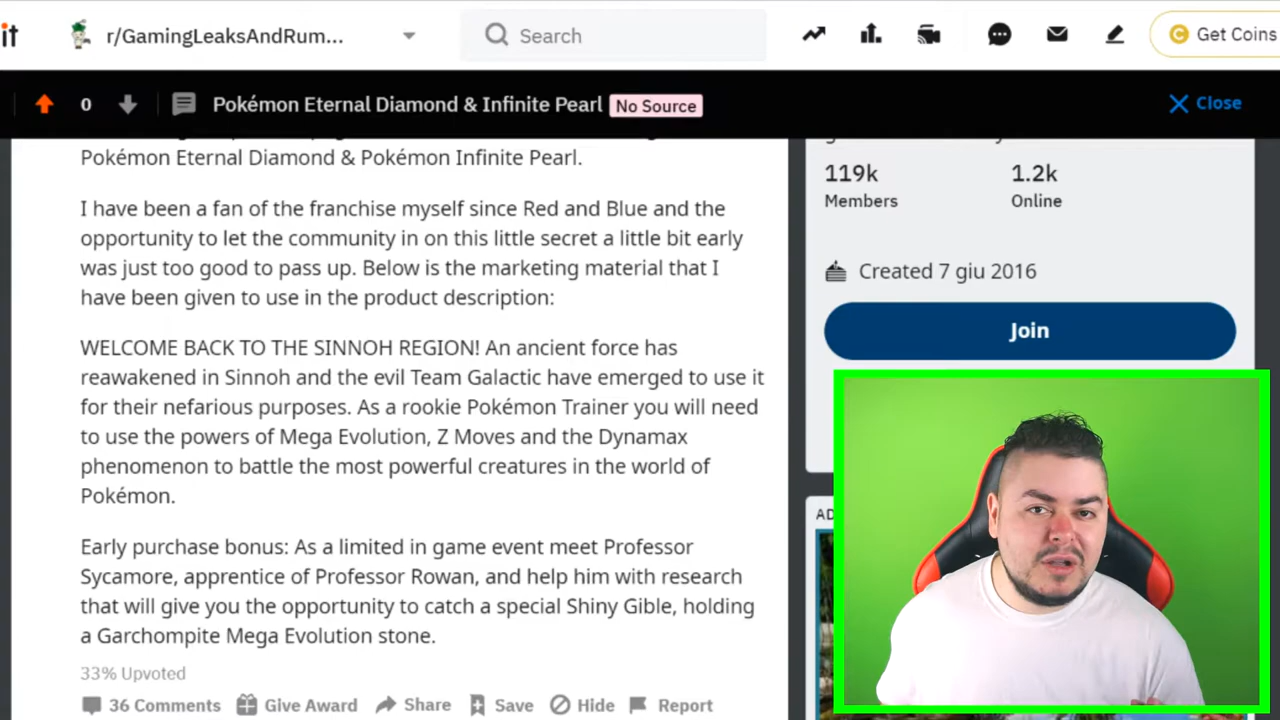 it
r/GamingLeaksAndRum...
Search
Get Coins
0
Pokémon Eternal Diamond & Infinite Pearl
No Source
Close
Pokémon Eternal Diamond & Pokémon Infinite Pearl.
I have been a fan of the franchise myself since Red and Blue and the
opportunity to let the community in on this little secret a little bit early
was just too good to pass up. Below is the marketing material that I
have been given to use in the product description:
WELCOME BACK TO THE SINNOH REGION! An ancient force has
reawakened in Sinnoh and the evil Team Galactic have emerged to use it
for their nefarious purposes. As a rookie Pokémon Trainer you will need
to use the powers of Mega Evolution, Z Moves and the Dynamax
phenomenon to battle the most powerful creatures in the world of
Pokémon.
Early purchase bonus: As a limited in game event meet Professor
Sycamore, apprentice of Professor Rowan, and help him with research
that will give you the opportunity to catch a special Shiny Gible, holding
a Garchompite Mega Evolution stone.
33% Upvoted
36 Comments
Give Award
Share
Save
Hide
Report
119k
1.2k
Members
Online
Created 7 giu 2016
Join